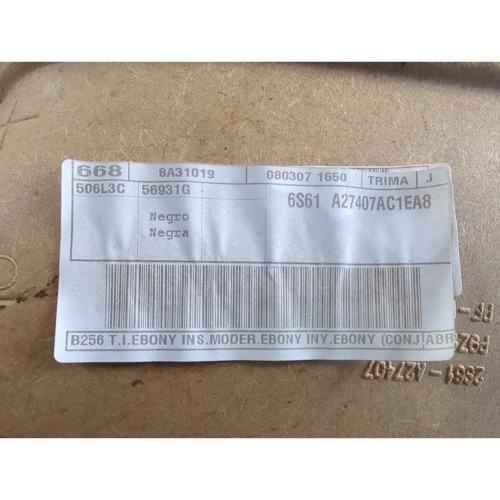 668 8A31019 080307 1650 TRIMA J
506L3C 56931G 6S61 A27407AC1EA8
Negro
Negra
B256 T.I.EBONY INS.MODER.EBONY INY.EBONY (CONJ.ABR
2S61-A27407